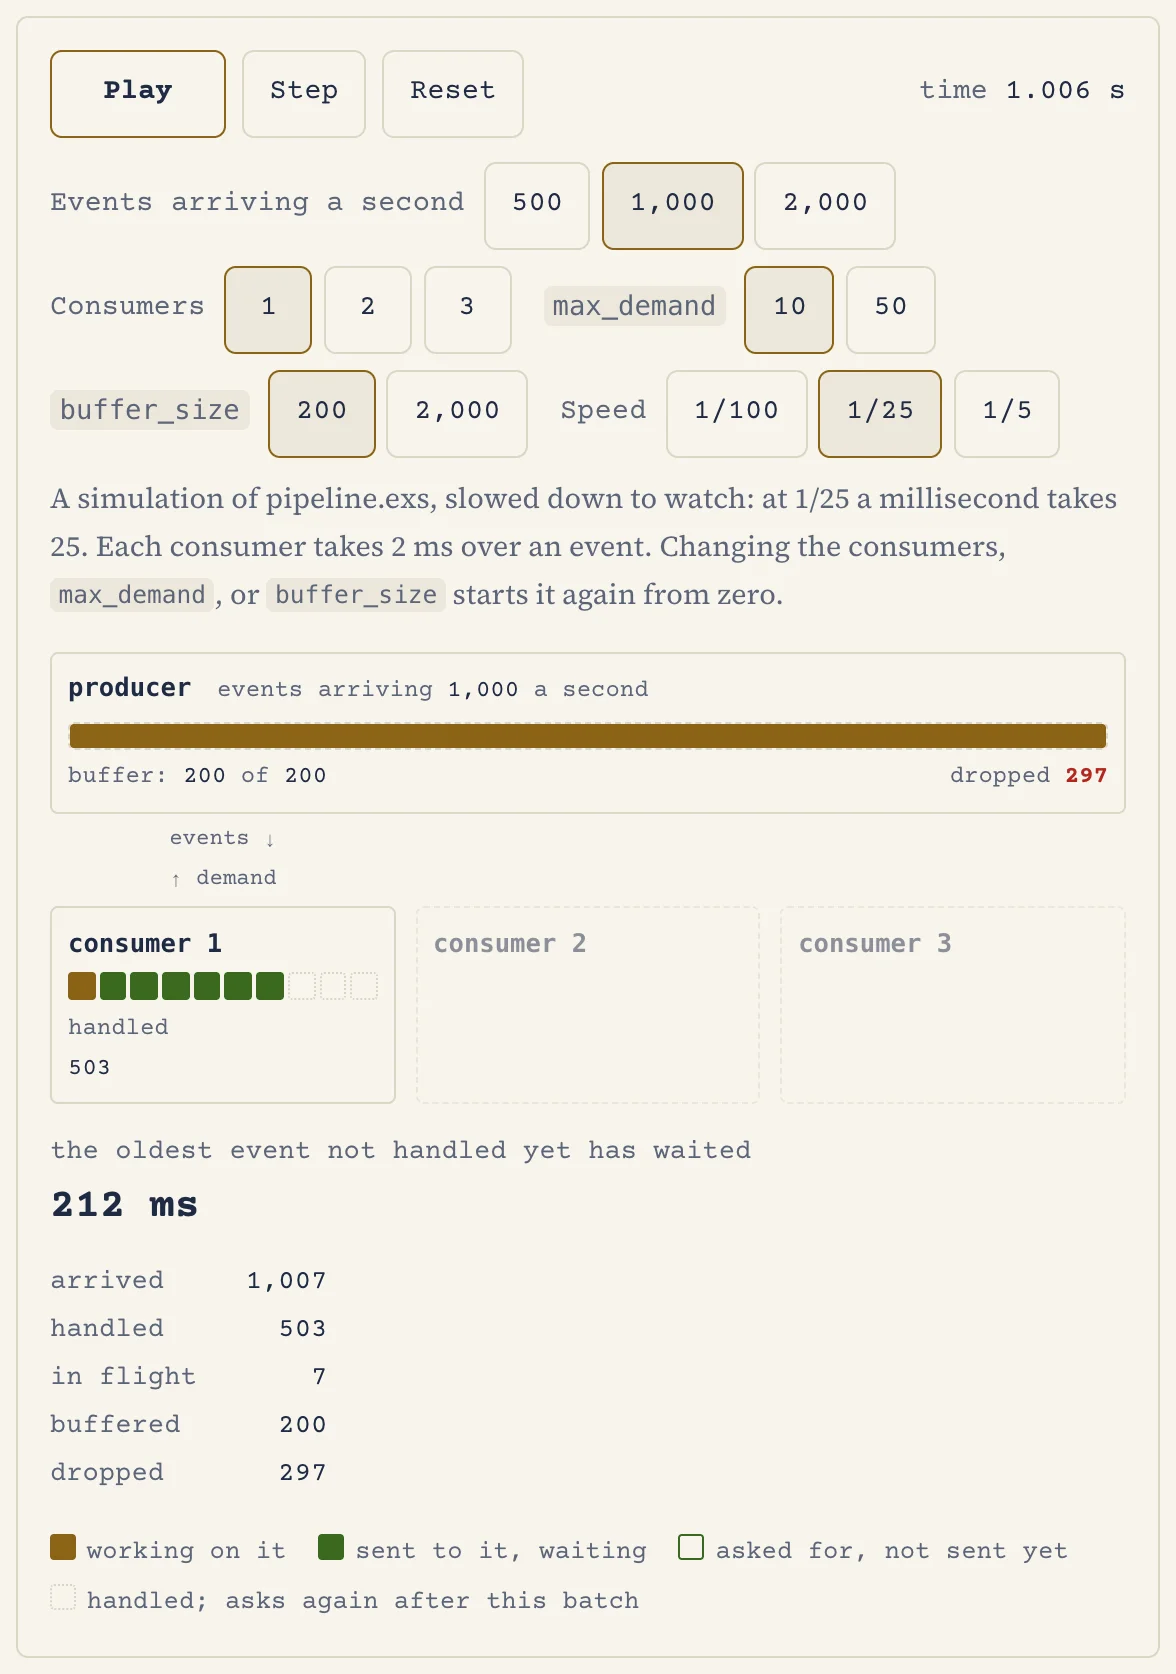 Play Step Reset time 1.006 s
Events arriving a second 500 1,000 2,000
Consumers 1 2 3 max_demand 10 50
buffer_size 200 2,000 Speed 1/100 1/25 1/5
A simulation of pipeline.exs, slowed down to watch: at 1/25 a millisecond takes
25. Each consumer takes 2 ms over an event. Changing the consumers,
max_demand, or buffer_size starts it again from zero.
producer events arriving 1,000 a second
buffer: 200 of 200 dropped 297
events ↓
↑ demand
consumer 1 consumer 2 consumer 3
handled
503
the oldest event not handled yet has waited
212 ms
arrived 1,007
handled 503
in flight 7
buffered 200
dropped 297
working on it sent to it, waiting asked for, not sent yet
handled; asks again after this batch